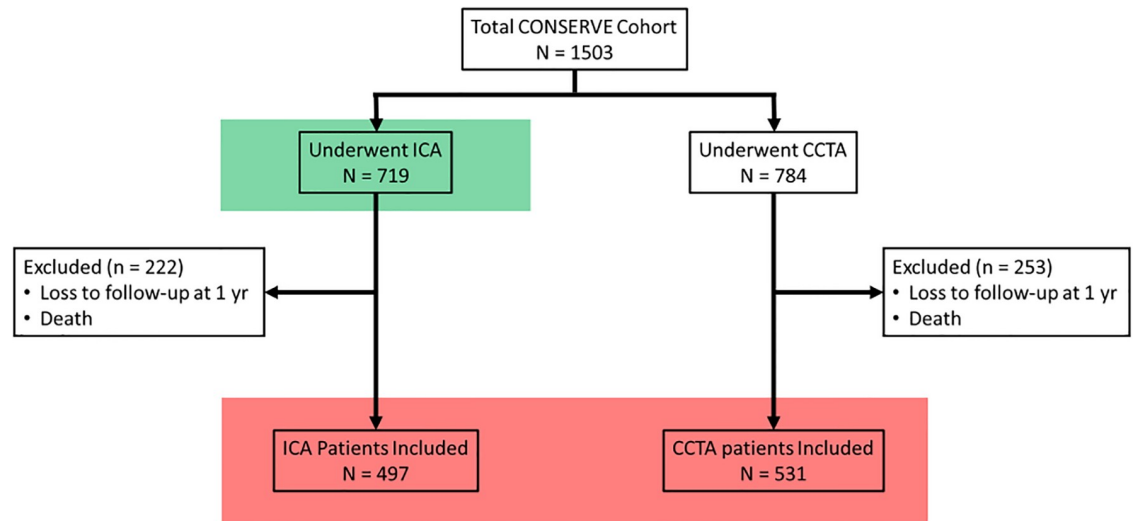 Total CONSERVE Cohort
N = 1503
Underwent ICA
N = 719
Underwent CCTA
N = 784
Excluded (n = 222)
• Loss to follow-up at 1 yr
• Death
Excluded (n = 253)
• Loss to follow-up at 1 yr
• Death
ICA Patients Included
N = 497
CCTA patients Included
N = 531